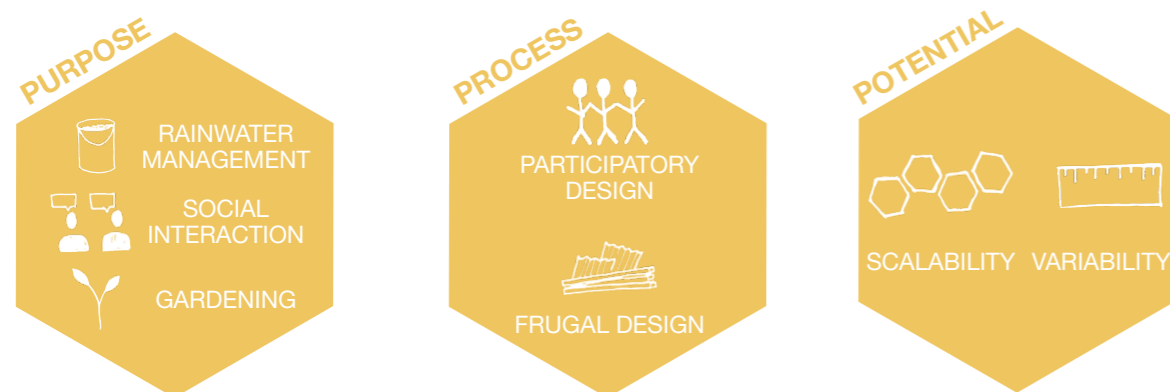 PURPOSE
RAINWATER
MANAGEMENT
SOCIAL
INTERACTION
GARDENING
PROCESS
PARTICIPATORY
DESIGN
FRUGAL DESIGN
POTENTIAL
SCALABILITY
VARIABILITY